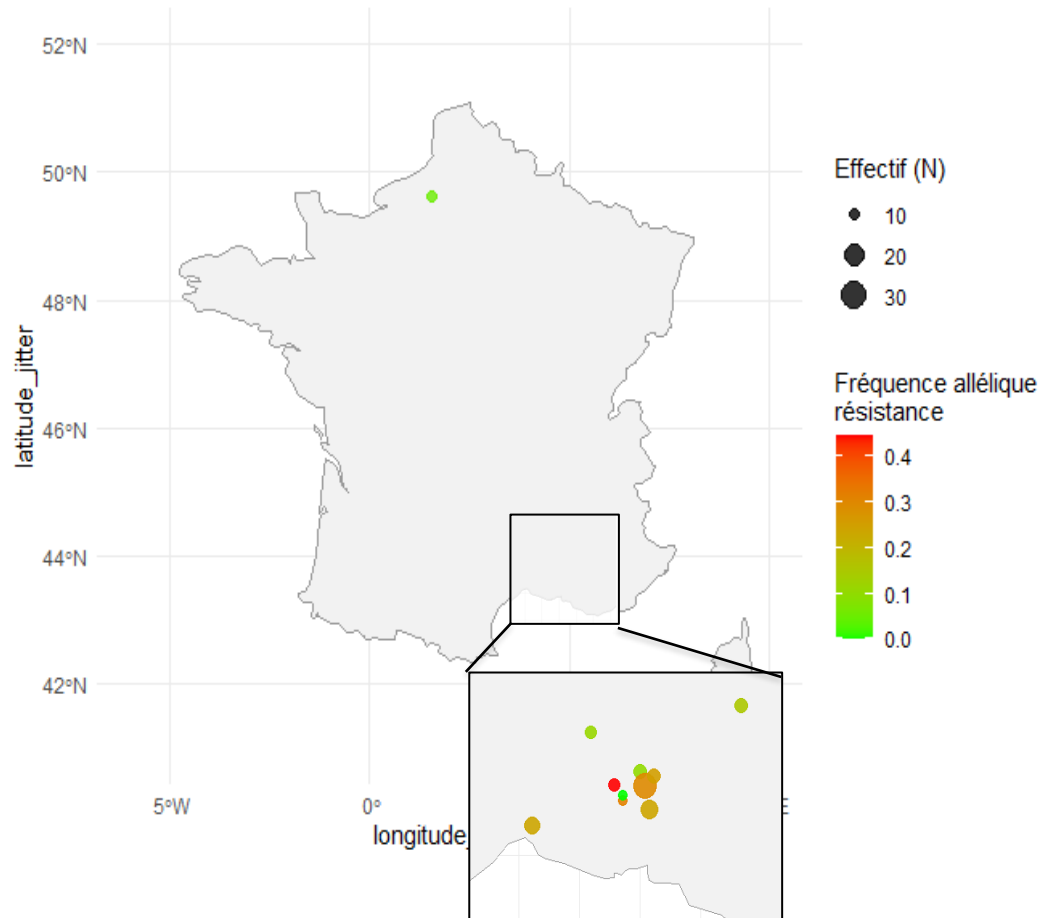 52°N
50°N
48°N
46°N
44°N
42°N
latitude_jitter
5°W
0°
E
longitude_
Effectif (N)
10
20
30
Fréquence allélique
résistance
0.4
0.3
0.2
0.1
0.0